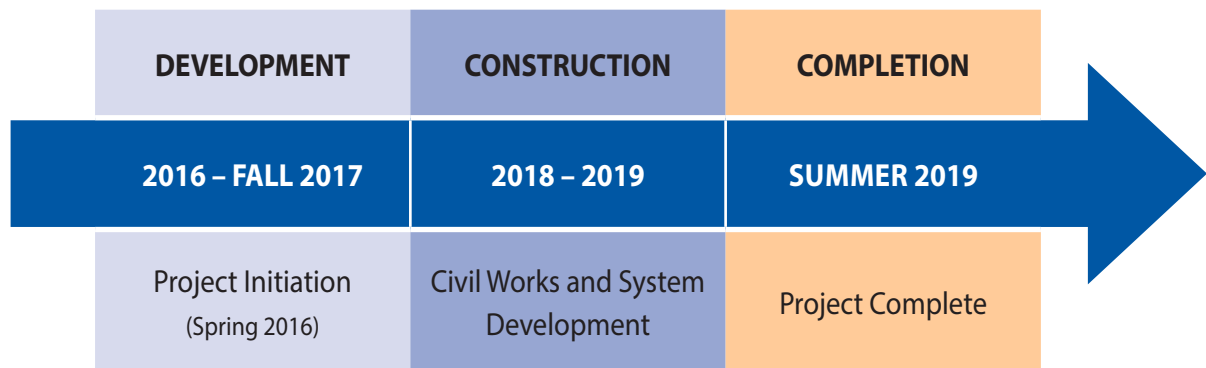 DEVELOPMENT
CONSTRUCTION
COMPLETION
2016 – FALL 2017
2018 – 2019
SUMMER 2019
Project Initiation
(Spring 2016)
Civil Works and System
Development
Project Complete